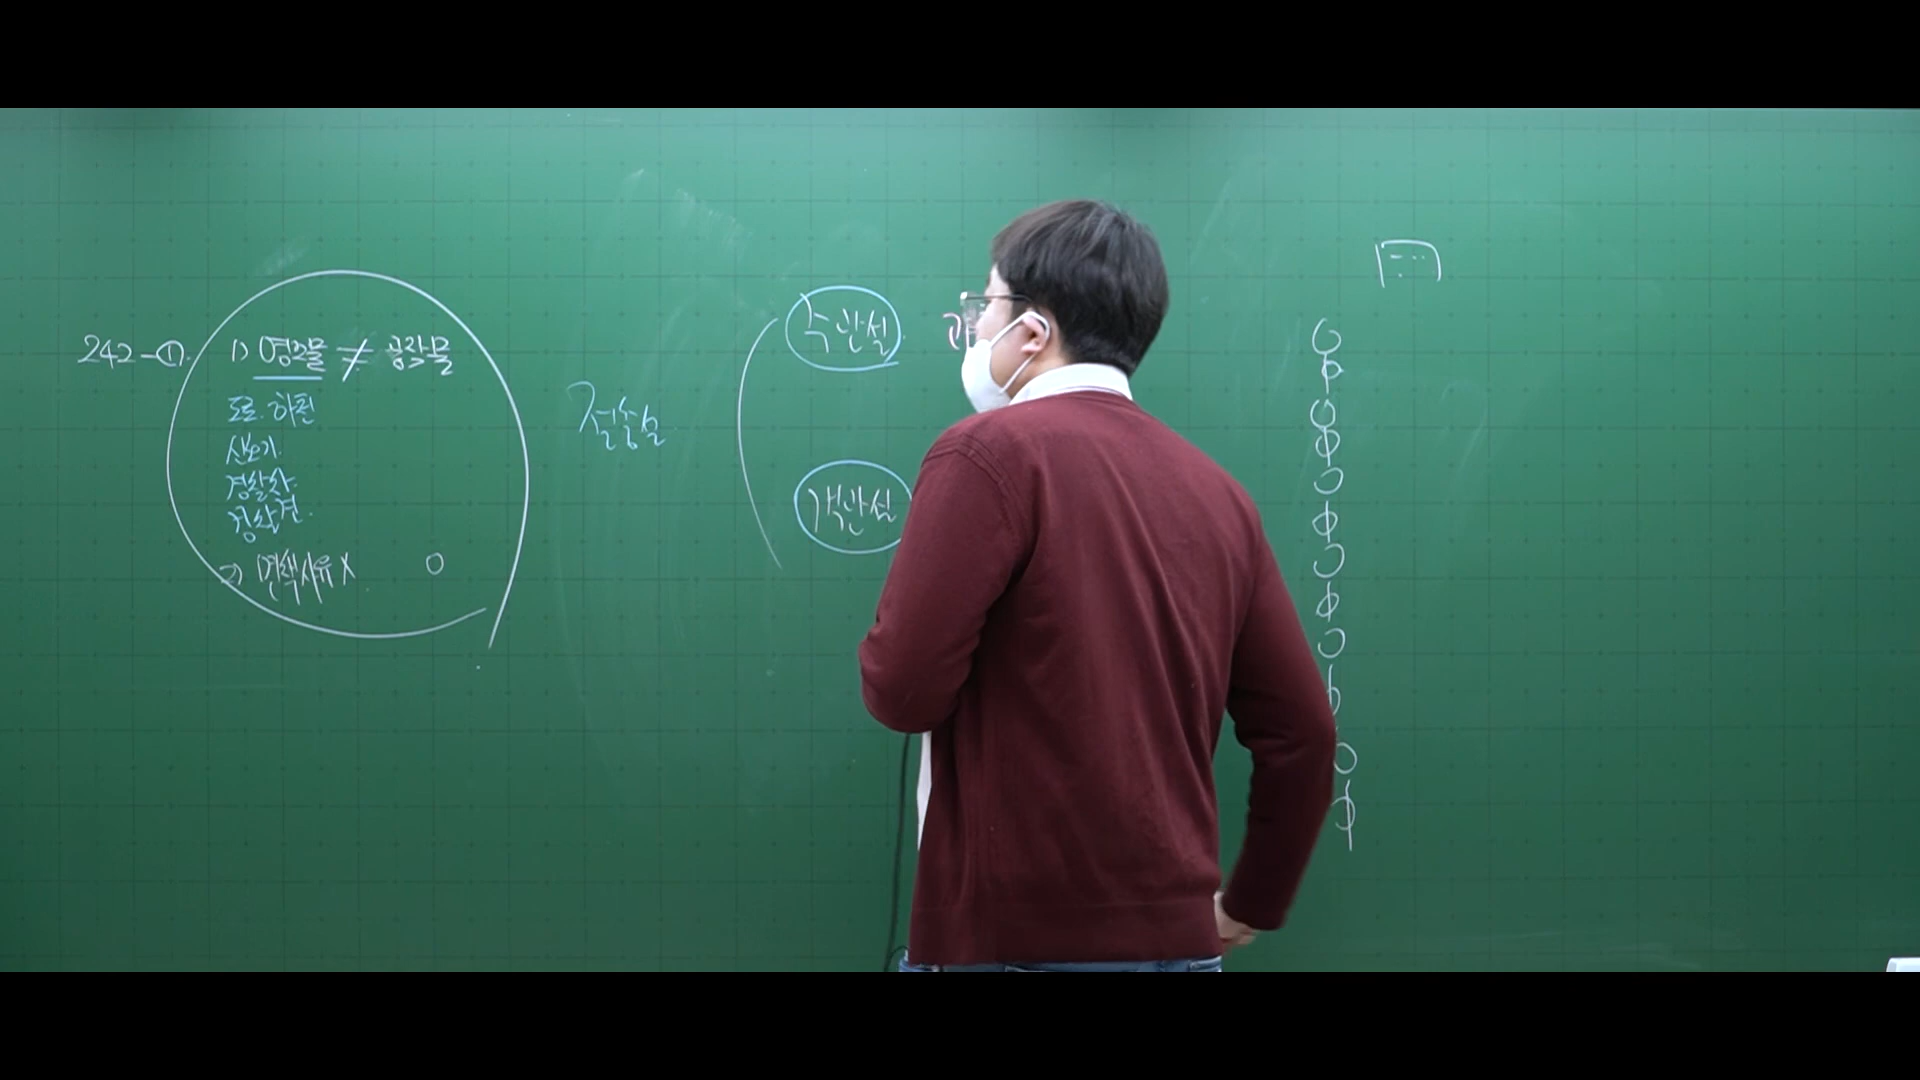 242-①. 1) 영조물 ≠ 공공물
도로. 하천
신호기.
경찰차.
경찰견.
2) 면책사유 X
절충설
주관설
객관설